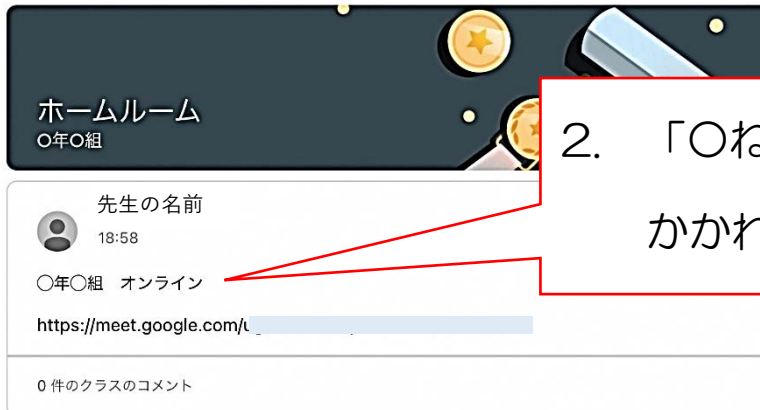 ホームルーム
〇年〇組
先生の名前
18:58
〇年〇組　オンライン
https://meet.google.com/u
0 件のクラスのコメント
2.　「〇ね
かかれ